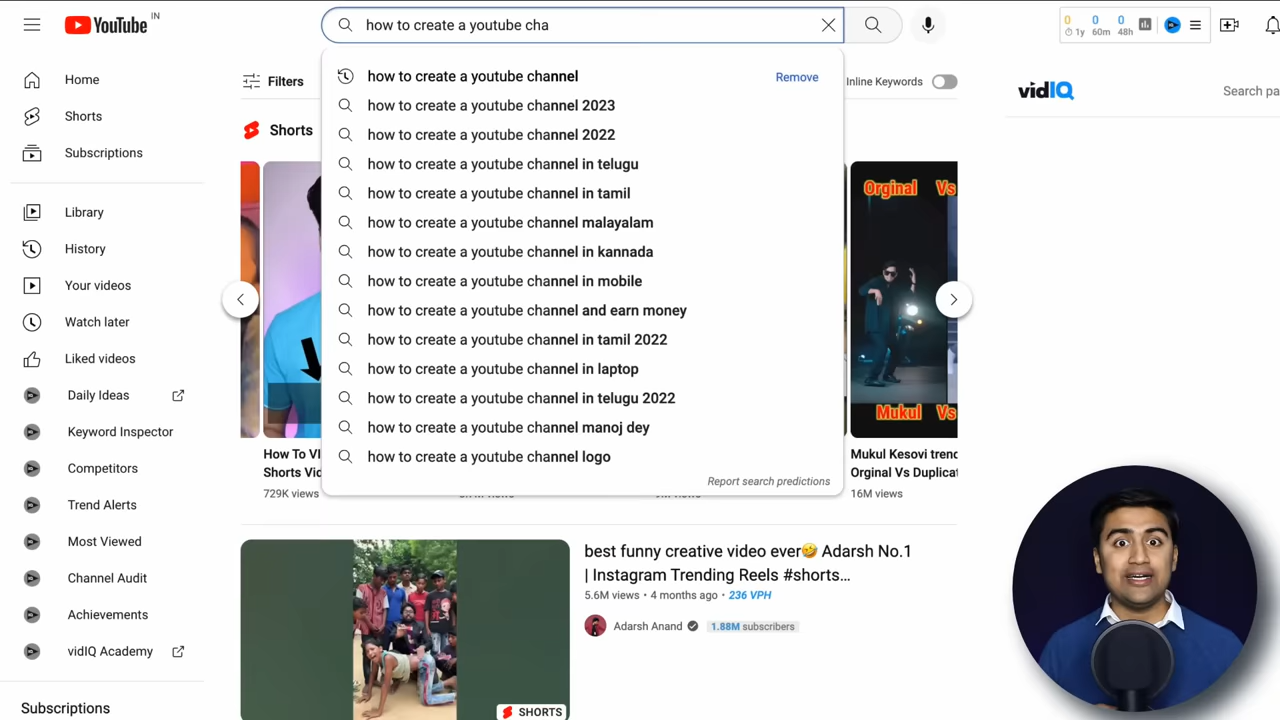 YouTube IN
how to create a youtube cha
0 0 0
1y 60m 48h
Home
Shorts
Subscriptions
Library
History
Your videos
Watch later
Liked videos
Daily Ideas
Keyword Inspector
Competitors
Trend Alerts
Most Viewed
Channel Audit
Achievements
vidIQ Academy
Subscriptions
Filters
Inline Keywords
Shorts
how to create a youtube channel
Remove
how to create a youtube channel 2023
how to create a youtube channel 2022
how to create a youtube channel in telugu
how to create a youtube channel in tamil
how to create a youtube channel malayalam
how to create a youtube channel in kannada
how to create a youtube channel in mobile
how to create a youtube channel and earn money
how to create a youtube channel in tamil 2022
how to create a youtube channel in laptop
how to create a youtube channel in telugu 2022
how to create a youtube channel manoj dey
how to create a youtube channel logo
Report search predictions
How To VI
Shorts Vid
729K views
Orginal Vs
Mukul Vs
Mukul Kesovi trend
Orginal Vs Duplicat
16M views
vidIQ
Search pa
best funny creative video ever🤣 Adarsh No.1
| Instagram Trending Reels #shorts...
5.6M views • 4 months ago • 236 VPH
Adarsh Anand 1.88M subscribers
SHORTS